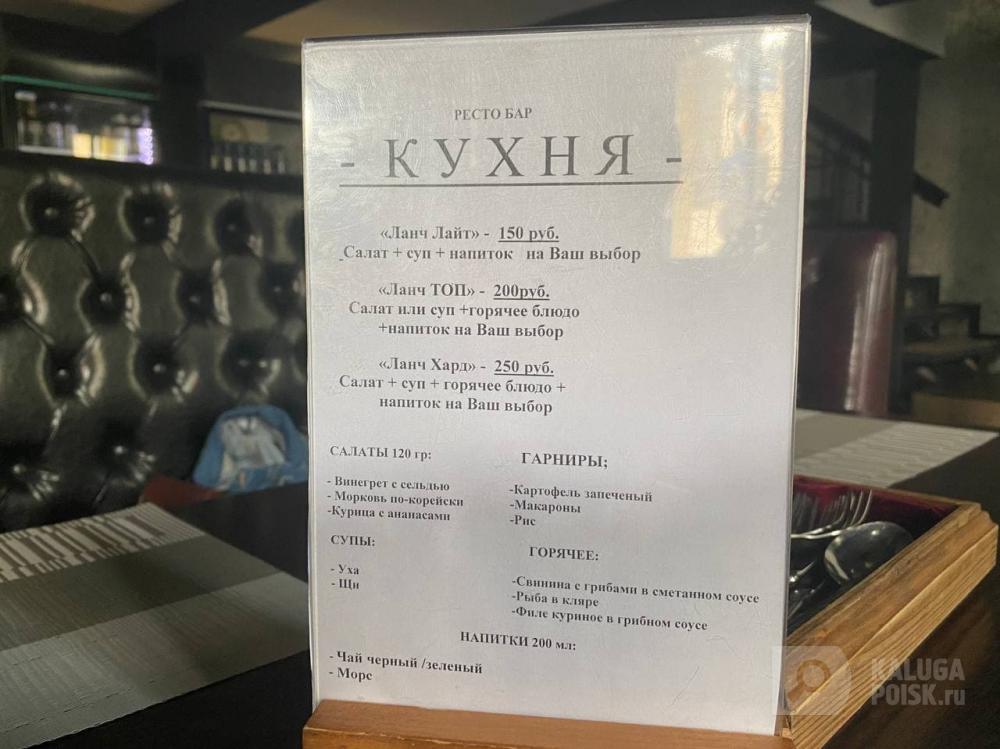 РЕСТО БАР
- КУХНЯ -
«Ланч Лайт» - 150 руб.
Салат + суп + напиток на Ваш выбор
«Ланч ТОП» - 200руб.
Салат или суп +горячее блюдо
+напиток на Ваш выбор
«Ланч Хард» - 250 руб.
Салат + суп + горячее блюдо +
напиток на Ваш выбор
САЛАТЫ 120 гр:
- Винегрет с сельдью
- Морковь по-корейски
-Курица с ананасами
СУПЫ:
- Уха
- Щи
ГАРНИРЫ;
-Картофель запеченый
-Макароны
-Рис
ГОРЯЧЕЕ:
-Свинина с грибами в сметанном соусе
-Рыба в кляре
-Филе куриное в грибном соусе
НАПИТКИ 200 мл:
- Чай черный /зеленый
- Морс
KALUGA
POISK.ru